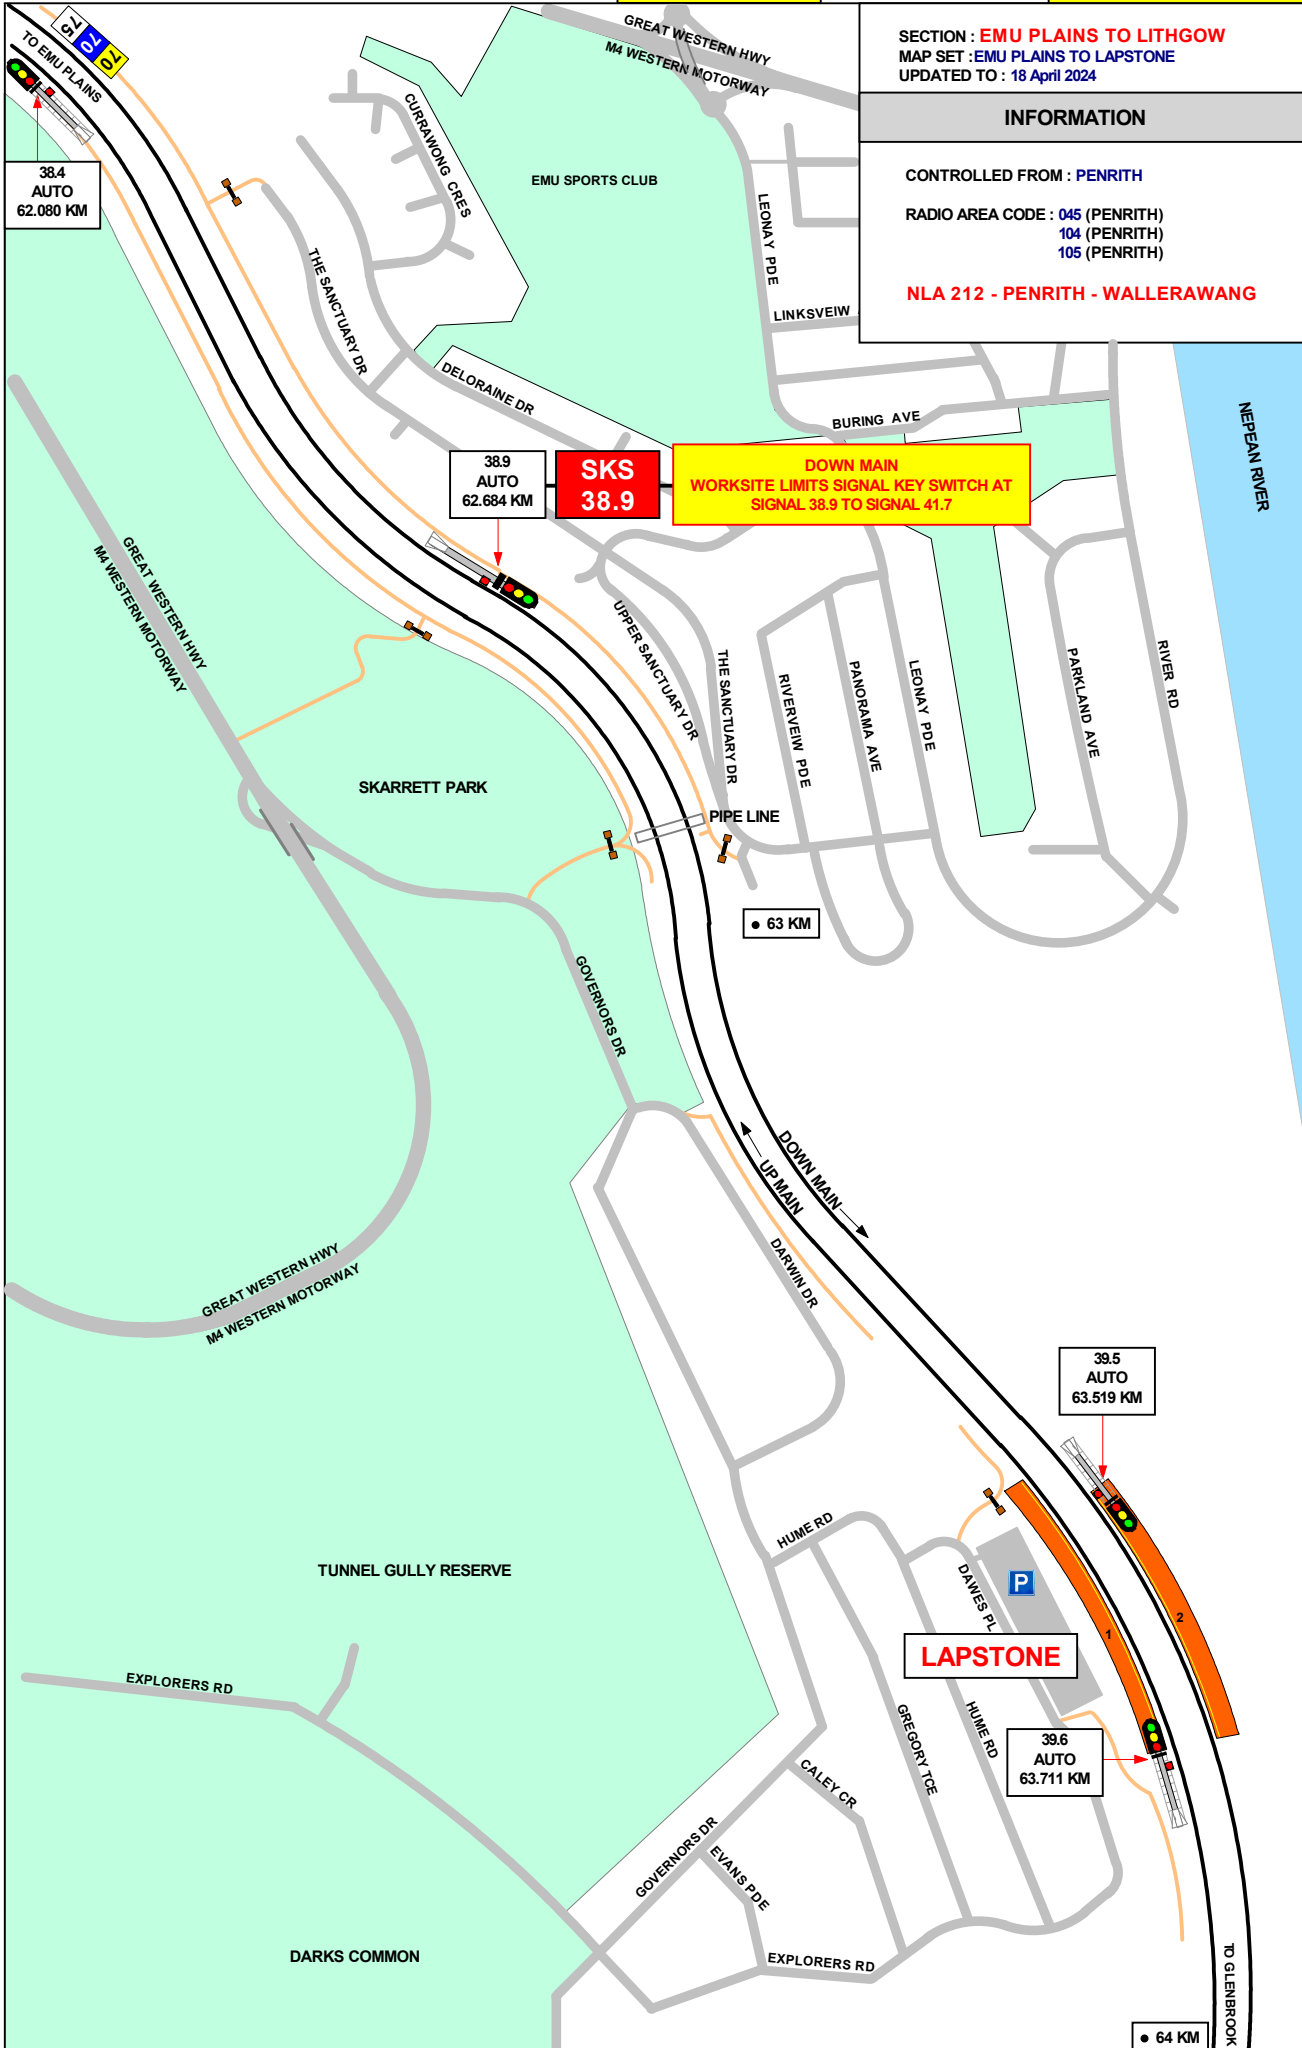 SECTION : EMU PLAINS TO LITHGOW
MAP SET : EMU PLAINS TO LAPSTONE
UPDATED TO : 18 April 2024
INFORMATION
CONTROLLED FROM : PENRITH
RADIO AREA CODE : 045 (PENRITH)
104 (PENRITH)
105 (PENRITH)
NLA 212 - PENRITH - WALLERAWANG
75
70
70
TO EMU PLAINS
38.4
AUTO
62.080 KM
GREAT WESTERN HWY
M4 WESTERN MOTORWAY
CURRAWONG CRES
EMU SPORTS CLUB
LEONAY PDE
THE SANCTUARY DR
LINKSVEIW
DELORAINE DR
BURING AVE
NEPEAN RIVER
38.9
AUTO
62.684 KM
SKS
38.9
DOWN MAIN
WORKSITE LIMITS SIGNAL KEY SWITCH AT
SIGNAL 38.9 TO SIGNAL 41.7
GREAT WESTERN HWY
M4 WESTERN MOTORWAY
UPPER SANCTUARY DR
THE SANCTUARY DR
RIVERVEIW PDE
PANORAMA AVE
LEONAY PDE
PARKLAND AVE
RIVER RD
SKARRETT PARK
PIPE LINE
63 KM
GOVERNORS DR
DOWN MAIN
UP MAIN
DARWIN DR
GREAT WESTERN HWY
M4 WESTERN MOTORWAY
39.5
AUTO
63.519 KM
HUME RD
TUNNEL GULLY RESERVE
DAWES PL
P
1
2
LAPSTONE
EXPLORERS RD
GREGORY TCE
HUME RD
39.6
AUTO
63.711 KM
CALEY CR
GOVERNORS DR
EVANS PDE
DARKS COMMON
EXPLORERS RD
TO GLENBROOK
64 KM